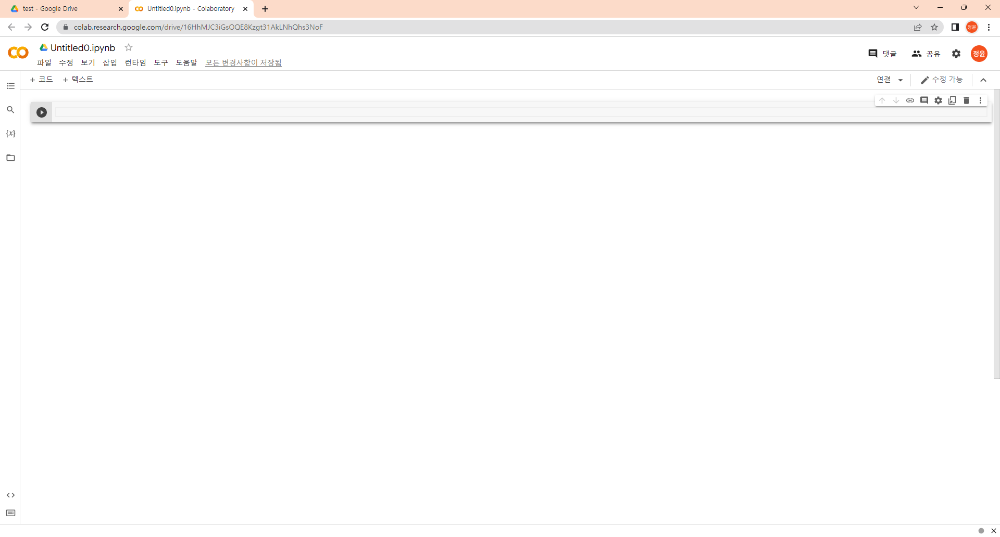 test - Google Drive
Untitled0.ipynb - Colaboratory
colab.research.google.com/drive/16HhMJC3iGsOQE8Kzgt31AkLNhQhs3NoF
정윤
Untitled0.ipynb
파일 수정 보기 삽입 런타임 도구 도움말 모든 변경사항이 저장됨
댓글 공유 정윤
+ 코드 + 텍스트
연결 수정 가능
{x}